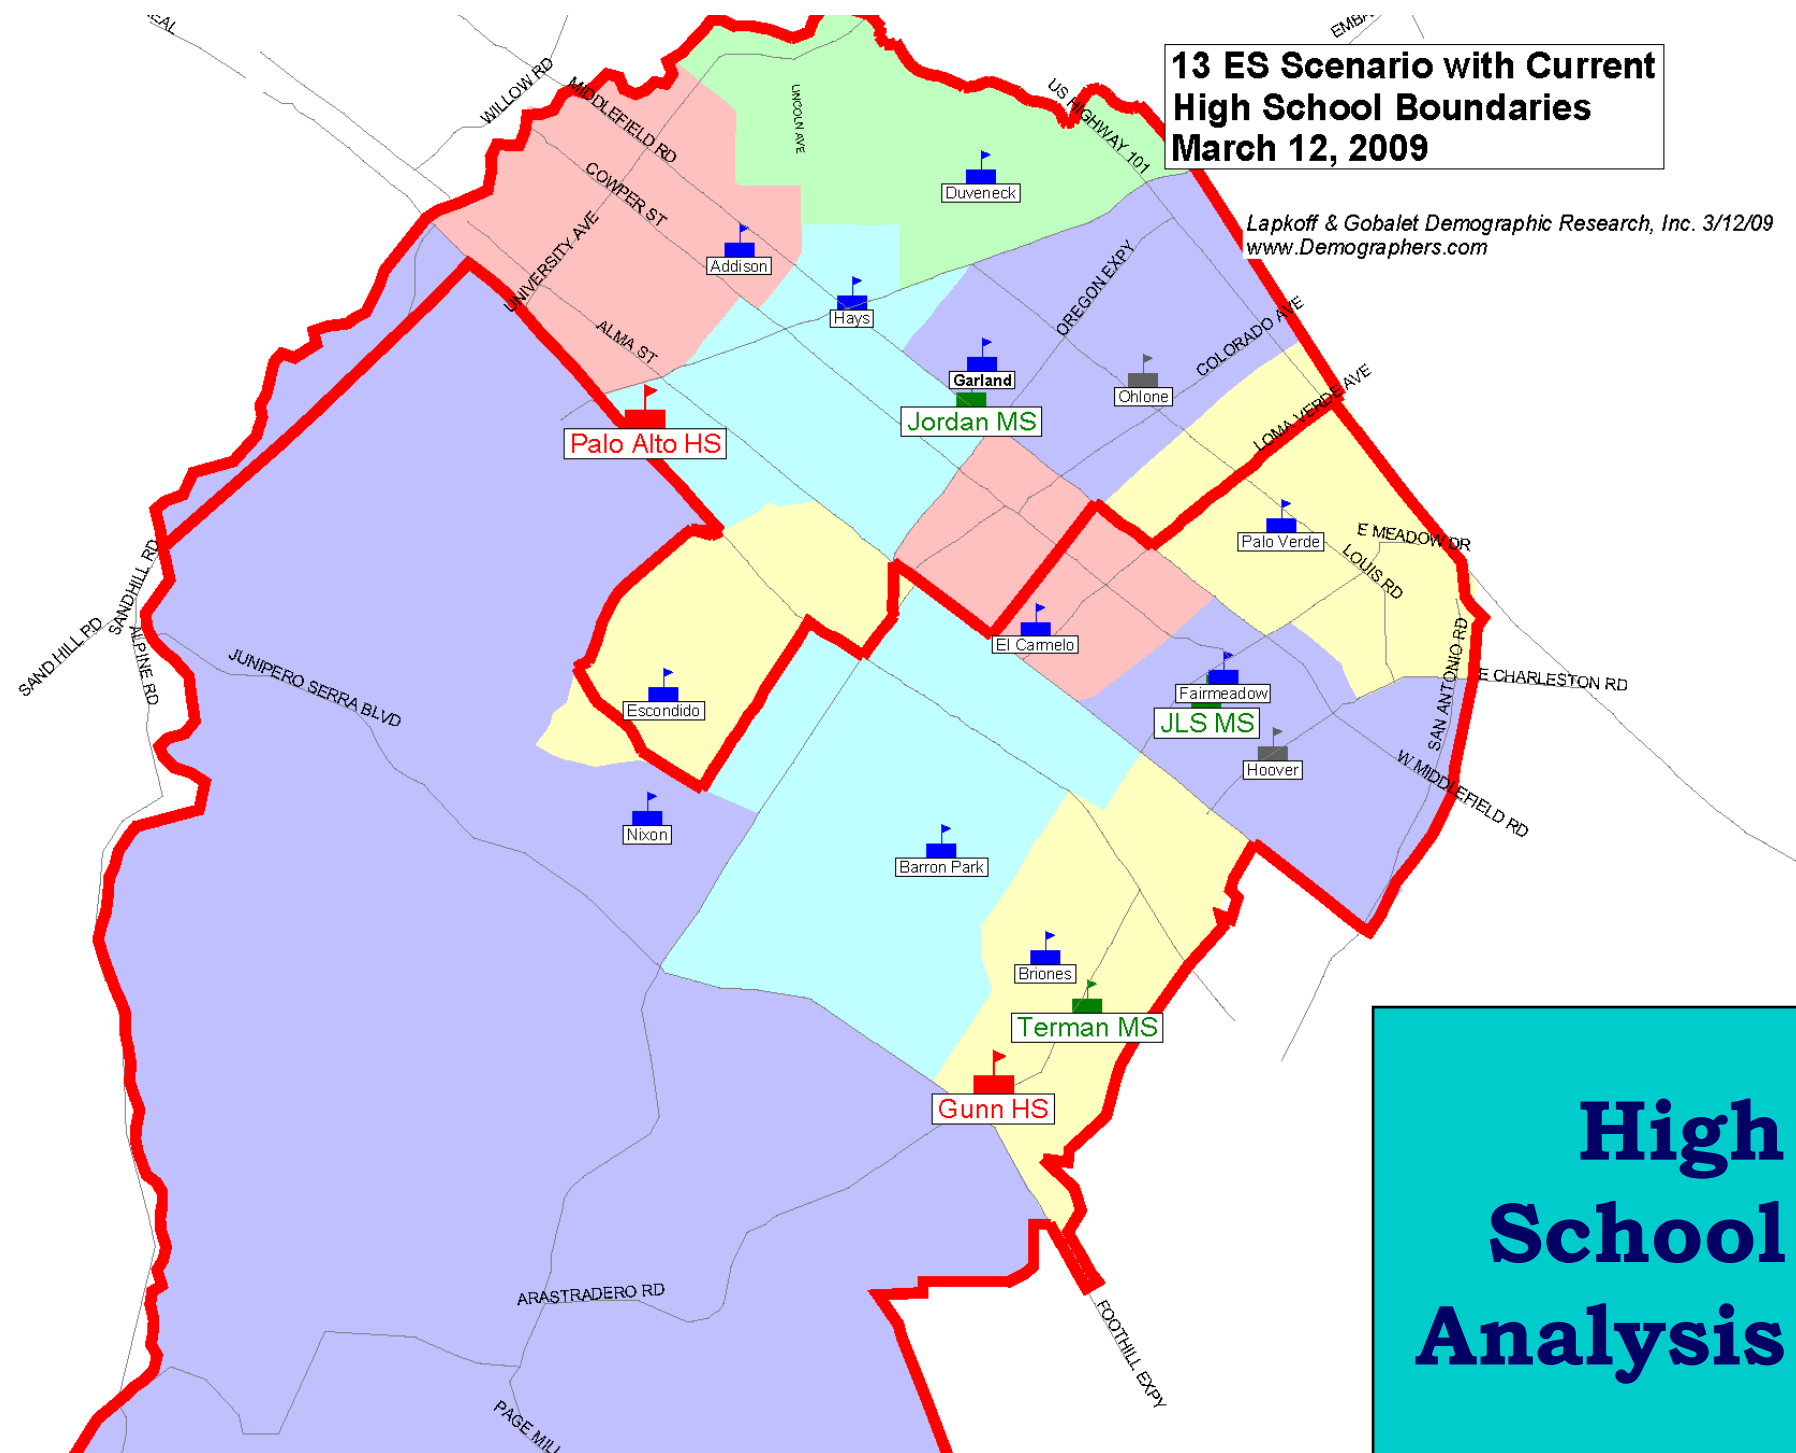 WILLOW RD
MIDDLEFIELD RD
LINCOLN AVE
US HIGHWAY 101
13 ES Scenario with Current
High School Boundaries
March 12, 2009
Lapkoff & Gobalet Demographic Research, Inc. 3/12/09
www.Demographers.com
COWPER ST
UNIVERSITY AVE
ALMA ST
OREGON EXPY
COLORADO AVE
LOMA VERDE AVE
Duveneck
Addison
Hays
Garland
Jordan MS
Ohlone
Palo Alto HS
Palo Verde
E MEADOW DR
LOUIS RD
SANDHILL RD
SAND HILL RD
ALPINE RD
JUNIPERO SERRA BLVD
El Carmelo
Escondido
Fairmeadow
JLS MS
Hoover
SAN ANTONIO RD
E CHARLESTON RD
W MIDDLEFIELD RD
Nixon
Barron Park
Briones
Terman MS
Gunn HS
ARASTRADERO RD
FOOTHILL EXPY
PAGE MILL
High
School
Analysis